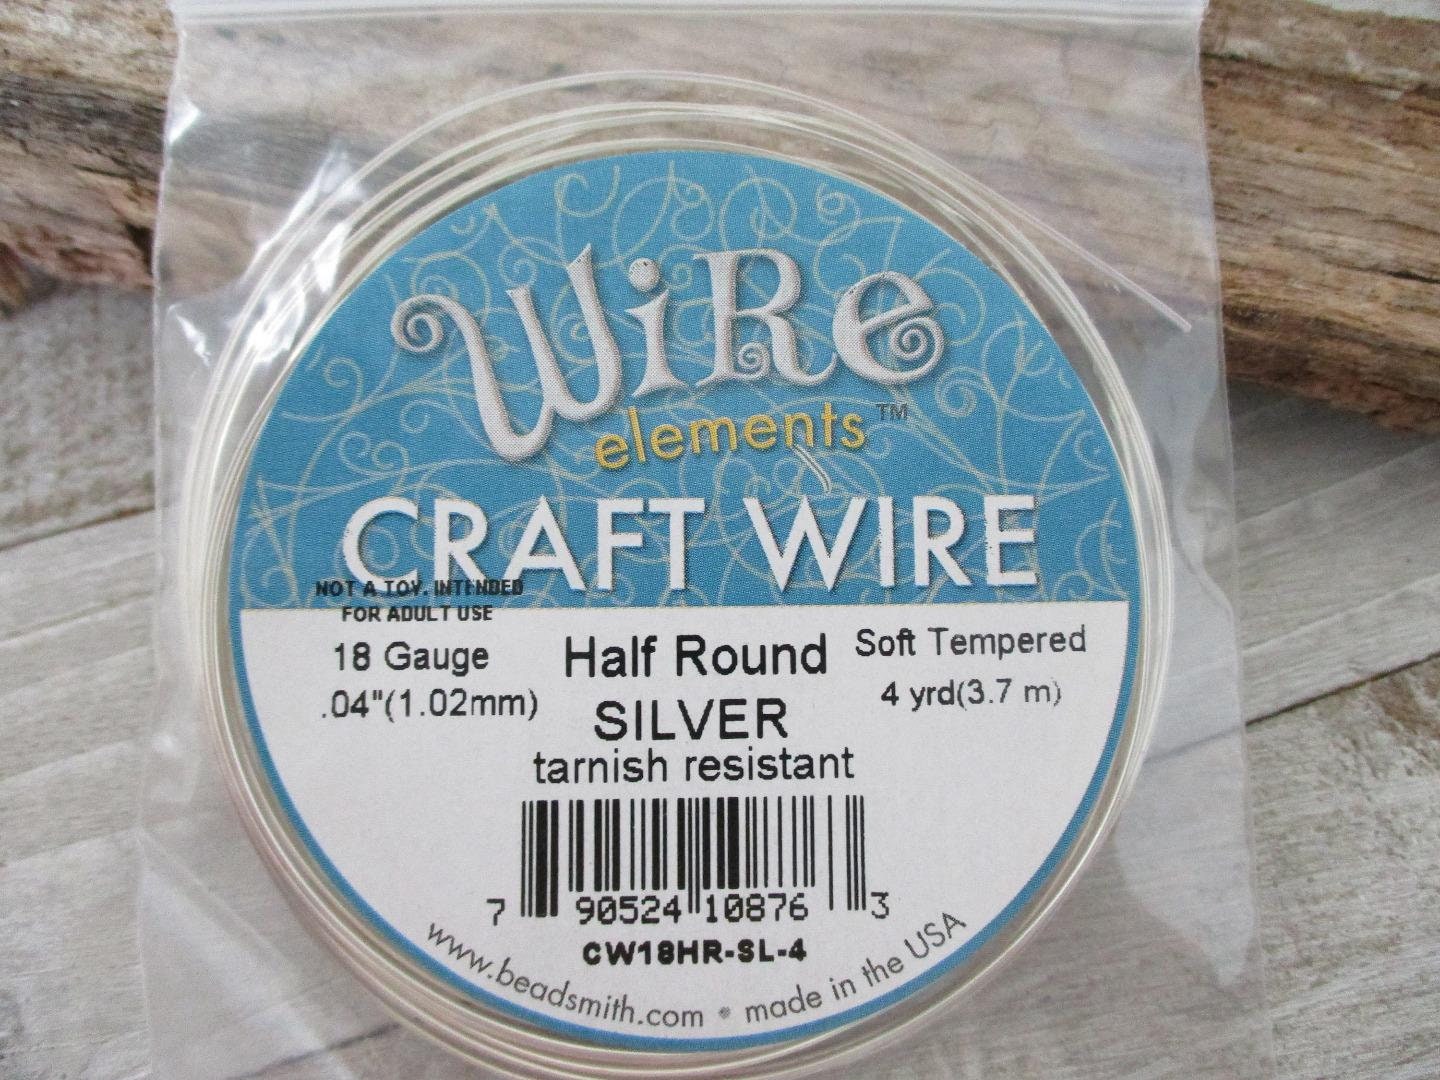 WiRe
elements™
CRAFT WIRE
NOT A TOY. INTENDED
FOR ADULT USE
18 Gauge
.04"(1.02mm)
Half Round
SILVER
tarnish resistant
Soft Tempered
4 yrd(3.7 m)
7 90524 10876 3
CW18HR-SL-4
www.beadsmith.com • made in the USA